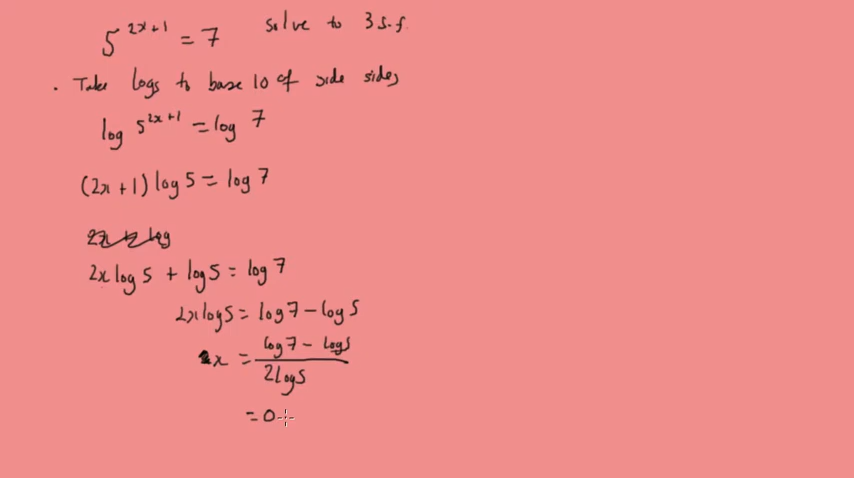 5^{2x+1} = 7 solve to 3 s.f.
. Take logs to base 10 of side sides
log 5^{2x+1} = log 7
(2x + 1) log 5 = log 7
2x log 5 + log 5 = log 7
2x log 5 = log 7 - log 5
x = \frac{log 7 - log 5}{2 log 5}
= 0